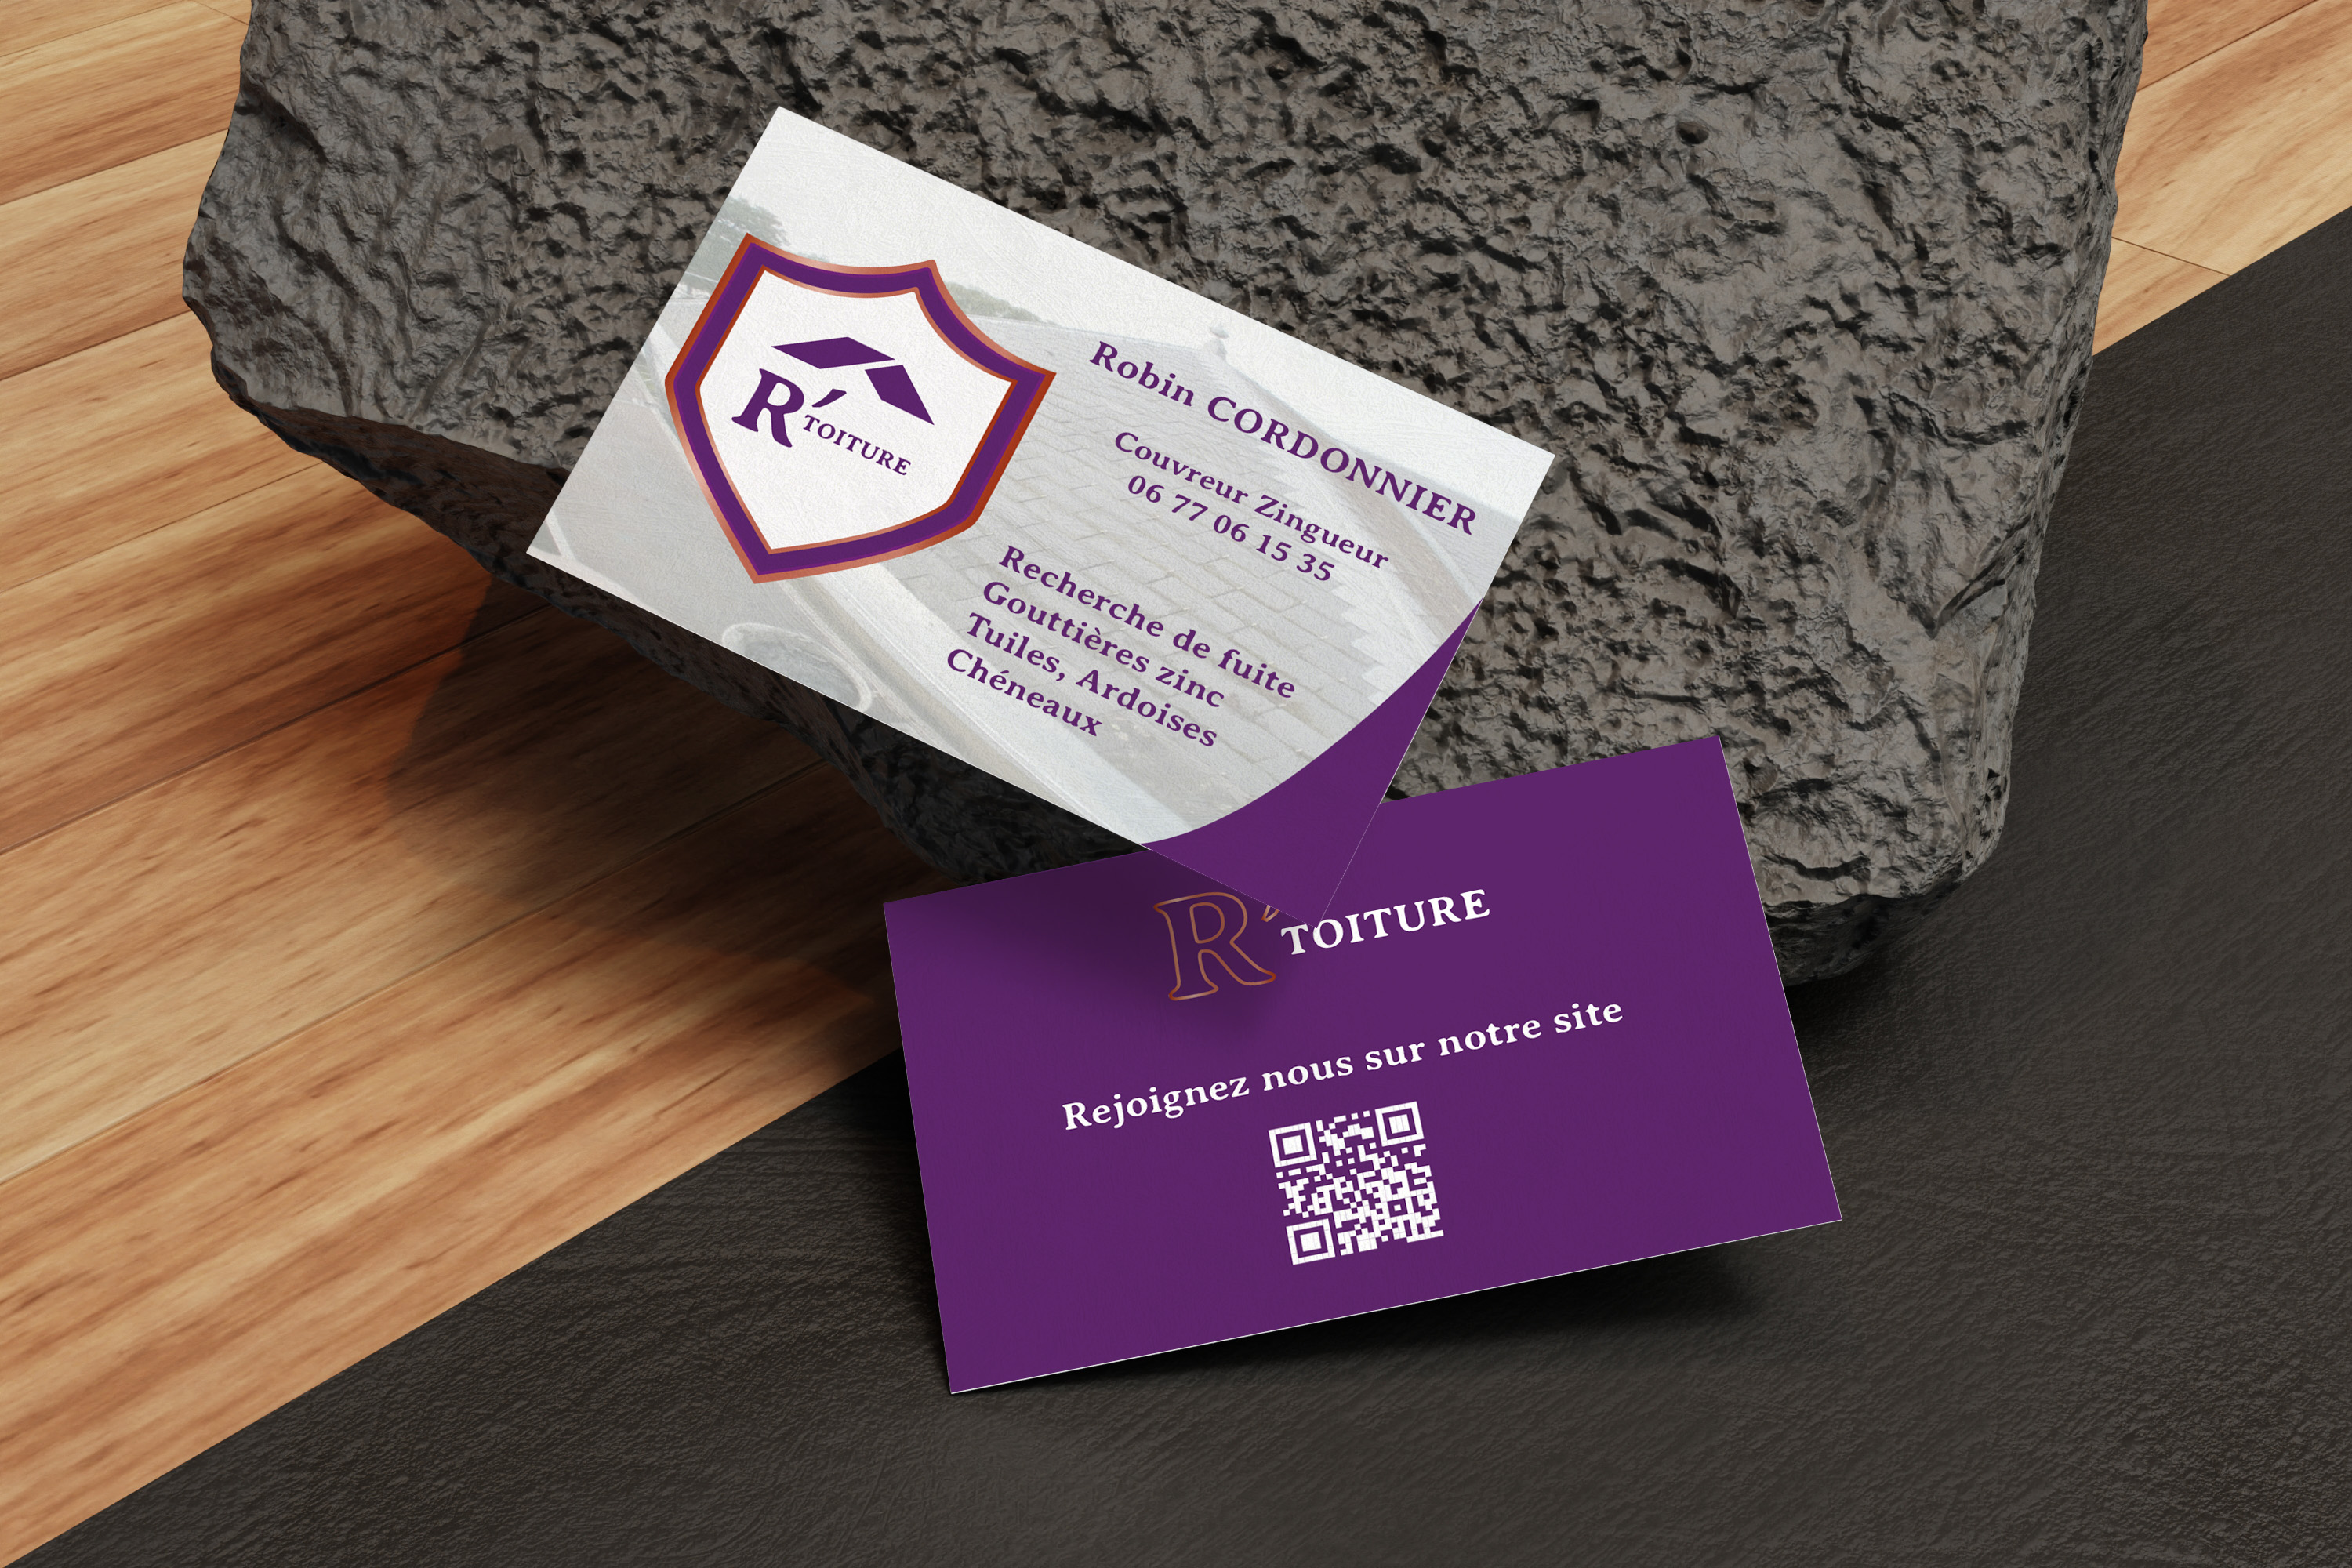 R' TOITURE
Robin CORDONNIER
Couvreur Zingueur
06 77 06 15 35
Recherche de fuite
Gouttières zinc
Tuiles, Ardoises
Chéneaux
R' TOITURE
Rejoignez nous sur notre site